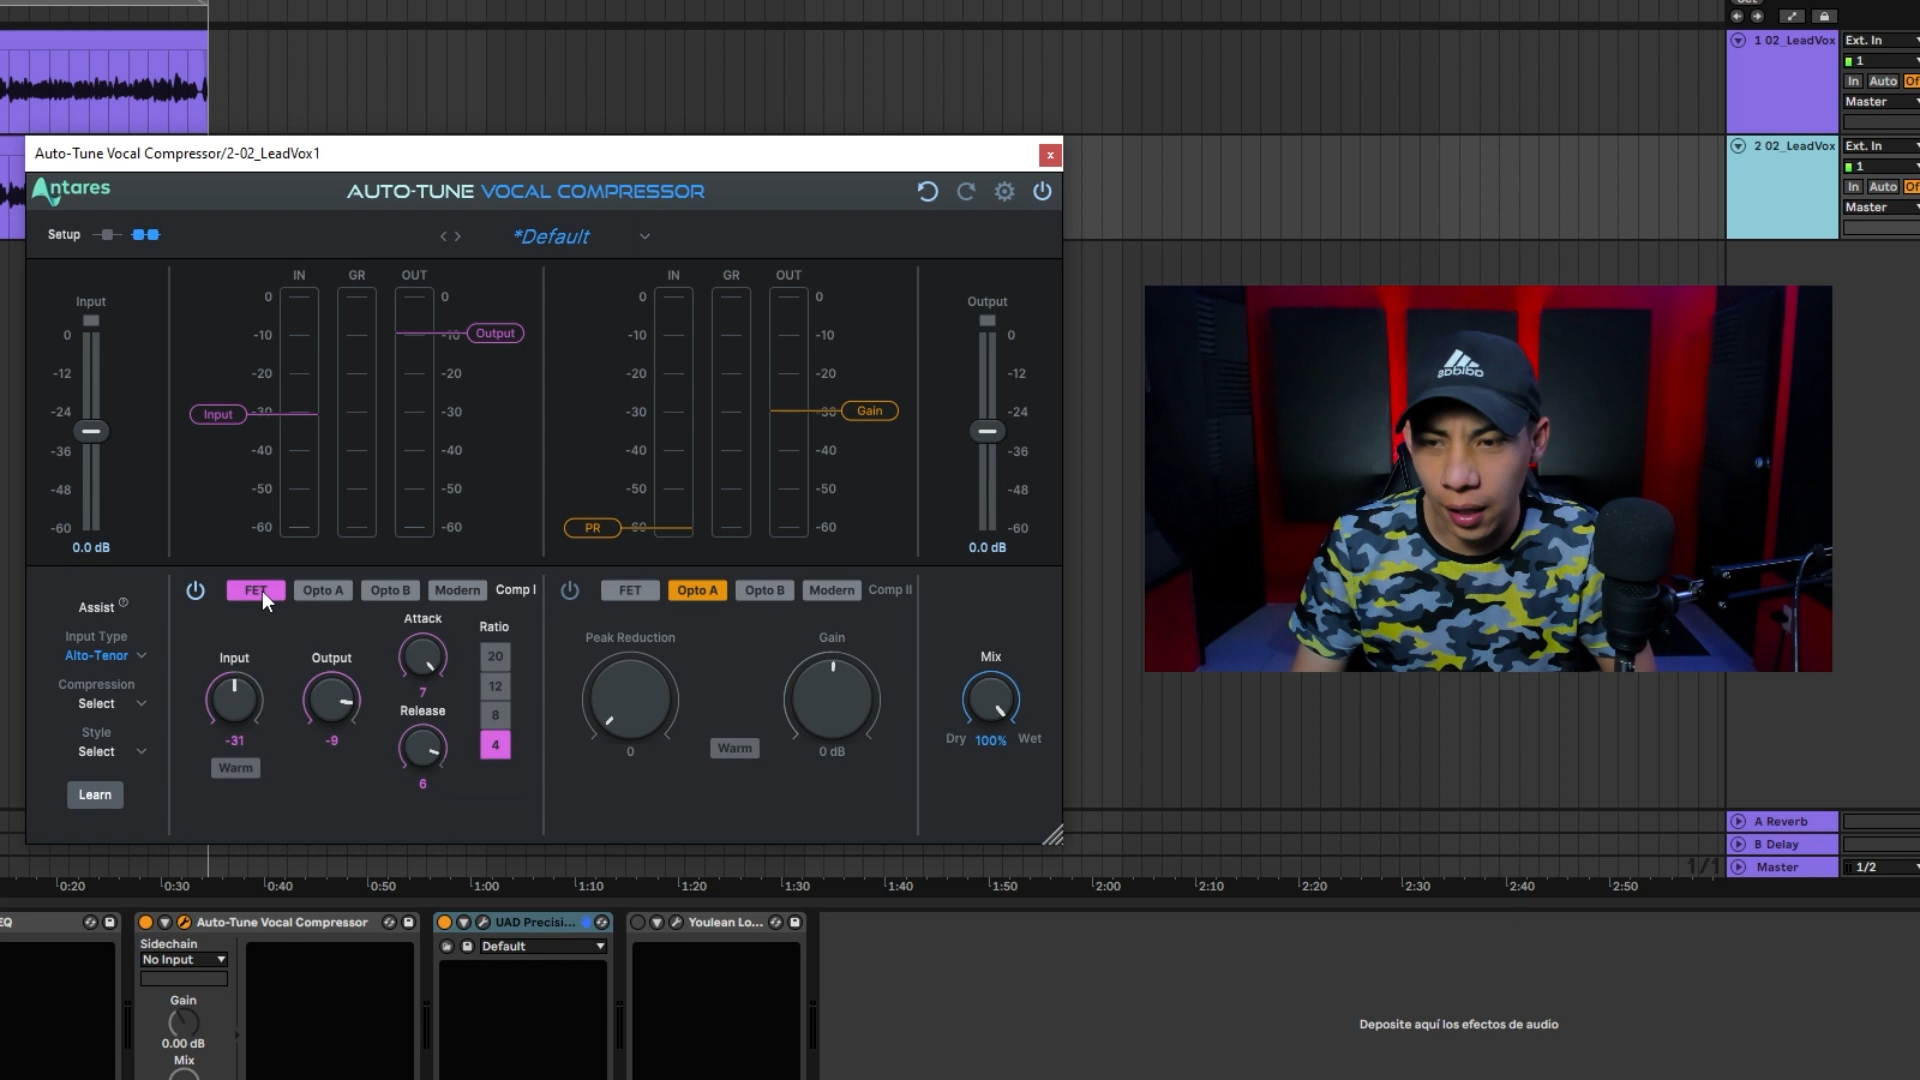 1 02_LeadVox
Ext. In
1
In Auto
Master
2 02_LeadVox
Ext. In
1
In Auto
Master
Auto-Tune Vocal Compressor/2-02_LeadVox1
x
Antares
AUTO-TUNE VOCAL COMPRESSOR
Setup
*Default
IN GR OUT
IN GR OUT
Input
0
-12
-24
-36
-48
-60
0.0 dB
0
-10
-20
-30
-40
-50
-60
Input
Output
0
-10
-20
-30
-40
-50
-60
0
-10
-20
-30
-40
-50
-60
PR
Gain
0
-10
-20
-30
-40
-50
-60
Output
0
-12
-24
-36
-48
-60
0.0 dB
adidas
Assist
Input Type
Alto-Tenor
Compression
Select
Style
Select
Learn
FET Opto A Opto B Modern Comp I
Input
-31
Warm
Output
-9
Attack
7
Release
6
Ratio
20
12
8
4
FET Opto A Opto B Modern Comp II
Peak Reduction
0
Warm
Gain
0 dB
Mix
Dry 100% Wet
A Reverb
B Delay
Master
1/2
1/1
0:20 0:30 0:40 0:50 1:00 1:10 1:20 1:30 1:40 1:50 2:00 2:10 2:20 2:30 2:40 2:50
EQ
Auto-Tune Vocal Compressor
Sidechain
No Input
Gain
0.00 dB
Mix
UAD Precisi...
Default
Youlean Lo...
Deposite aquí los efectos de audio